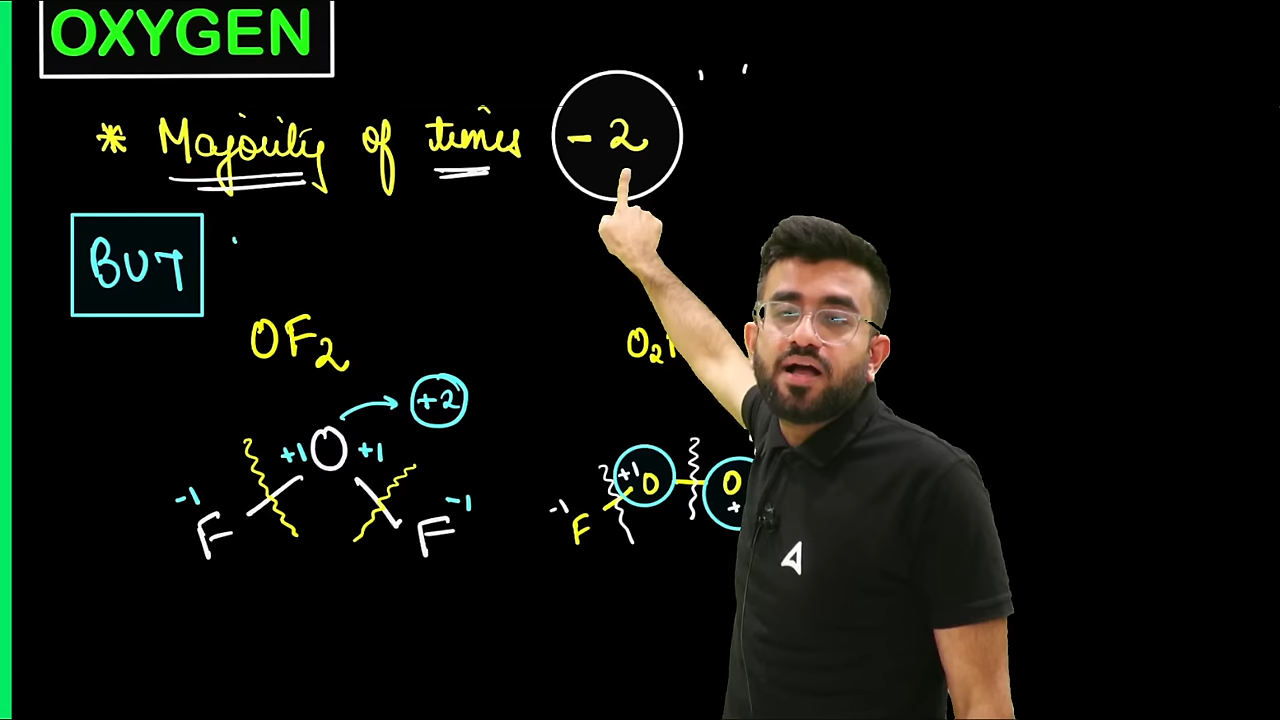 OXYGEN
* Majority of times -2
BUT
OF2 O2
+2
+1 O +1 +1 O O
-1 -1 -1 +
F F F